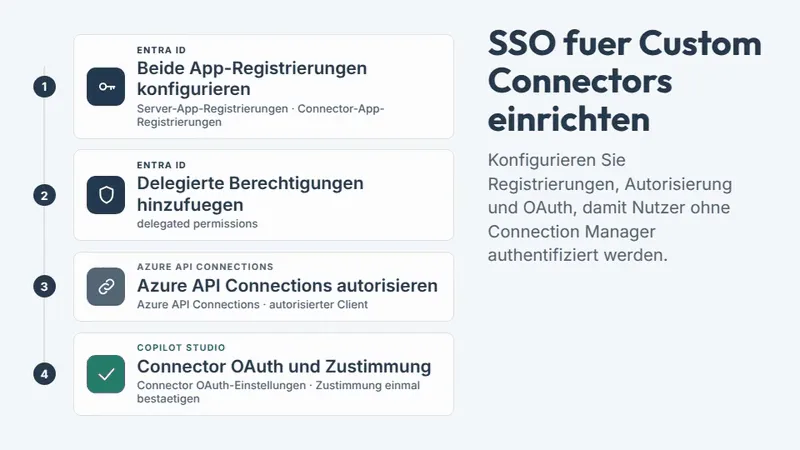 SSO fuer Custom
Connectors
einrichten
Konfigurieren Sie
Registrierungen, Autorisierung
und OAuth, damit Nutzer ohne
Connection Manager
authentifiziert werden.
1
ENTRA ID
Beide App-Registrierungen
konfigurieren
Server-App-Registrierungen · Connector-App-
Registrierungen
2
ENTRA ID
Delegierte Berechtigungen
hinzufuegen
delegated permissions
3
AZURE API CONNECTIONS
Azure API Connections autorisieren
Azure API Connections · autorisierter Client
4
COPILOT STUDIO
Connector OAuth und Zustimmung
Connector OAuth-Einstellungen · Zustimmung einmal
bestaetigen